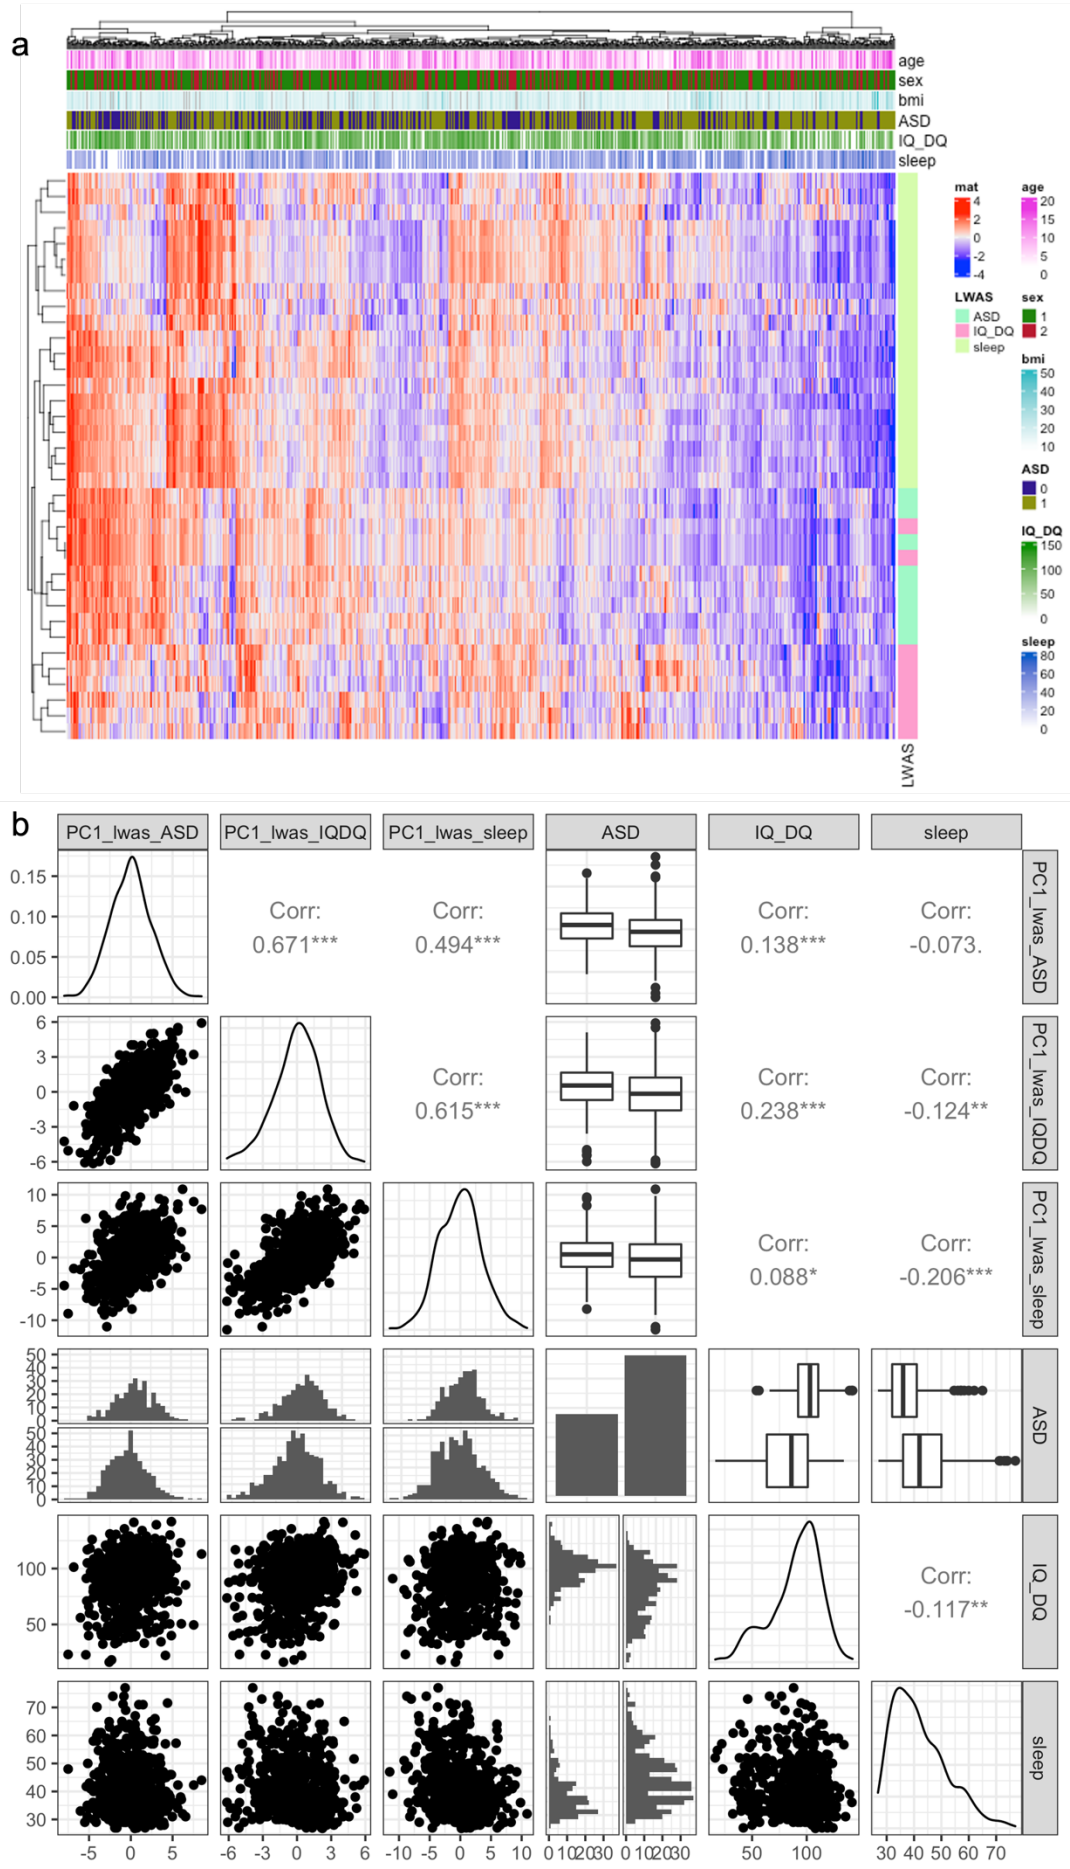 a
age
sex
bmi
ASD
IQ_DQ
sleep
mat
4
2
0
-2
-4
LWAS
ASD
IQ_DQ
sleep
age
20
15
10
5
0
sex
1
2
bmi
50
40
30
20
10
ASD
0
1
IQ_DQ
150
100
50
0
sleep
80
60
40
20
0
LWAS
b
PC1_lwas_ASD PC1_lwas_IQDQ PC1_lwas_sleep ASD IQ_DQ sleep
0.15
0.10
0.05
0.00
Corr: Corr: Corr: Corr:
0.671*** 0.494*** 0.138*** -0.073.
PC1_lwas_ASD
6
3
0
-3
-6
Corr: Corr: Corr:
0.615*** 0.238*** -0.124**
PC1_lwas_IQDQ
10
5
0
-5
-10
Corr: Corr:
0.088* -0.206***
PC1_lwas_sleep
50
40
30
20
10
0
50
40
30
20
10
0
ASD
100
50
Corr:
-0.117**
IQ_DQ
70
60
50
40
30
sleep
-5 0 5 -6 -3 0 3 6 -10 -5 0 5 10 0 10 20 30 0 10 20 30 50 100 30 40 50 60 70